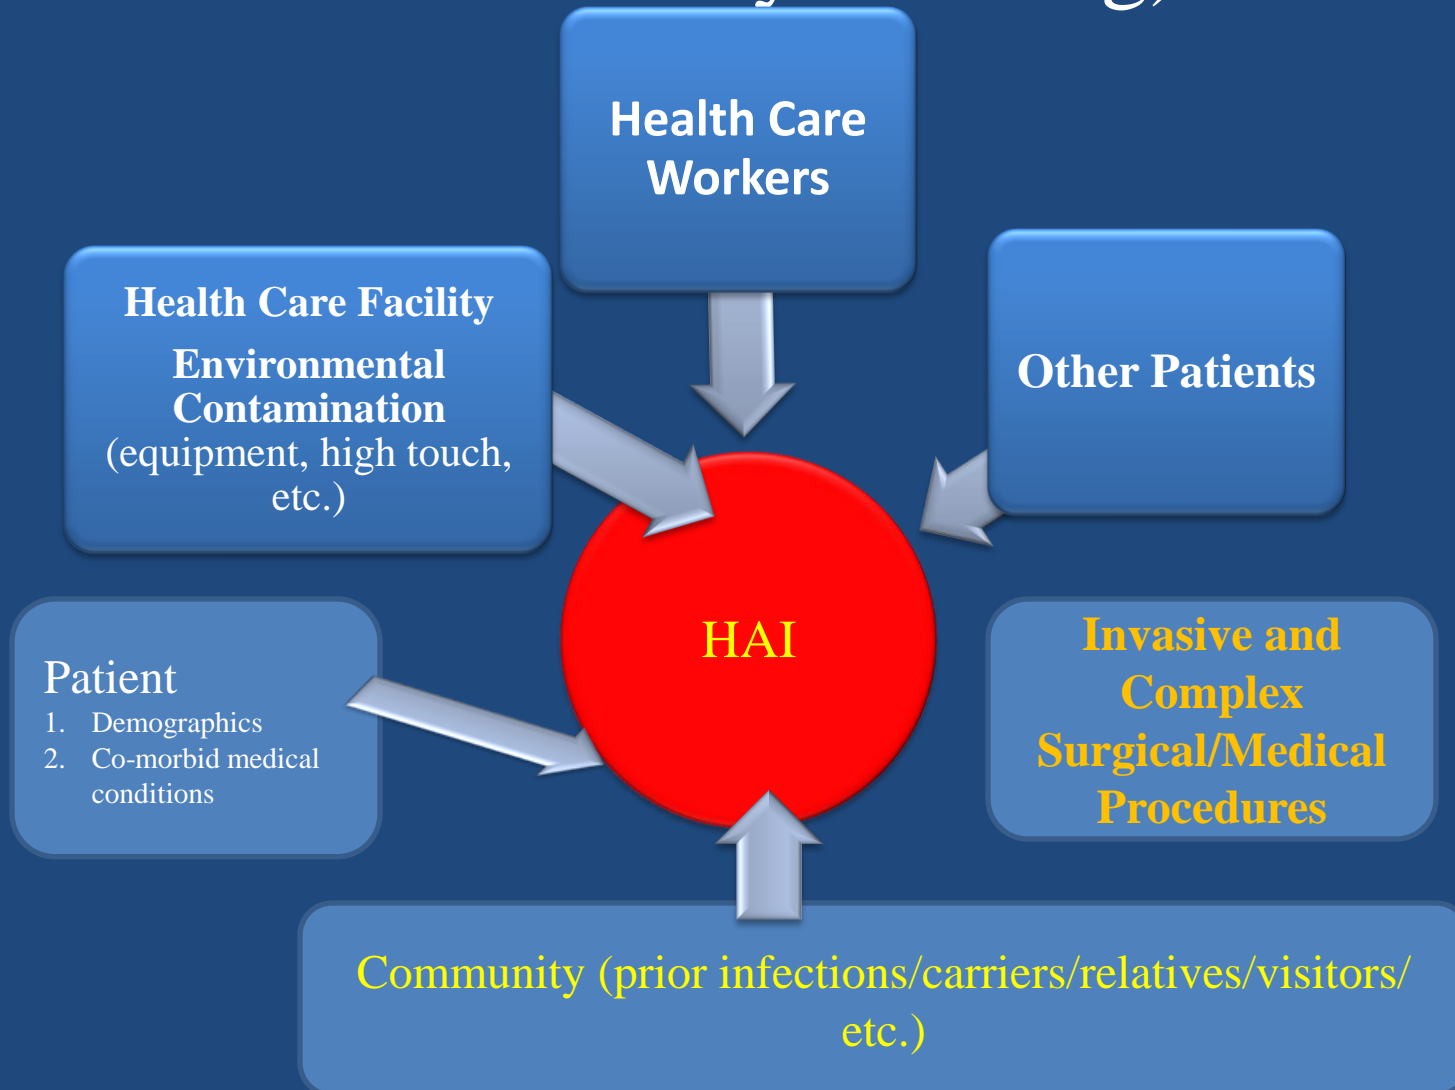 Health Care
Workers
Health Care Facility
Environmental
Contamination
(equipment, high touch,
etc.)
Other Patients
HAI
Patient
1. Demographics
2. Co-morbid medical
conditions
Invasive and
Complex
Surgical/Medical
Procedures
Community (prior infections/carriers/relatives/visitors/
etc.)